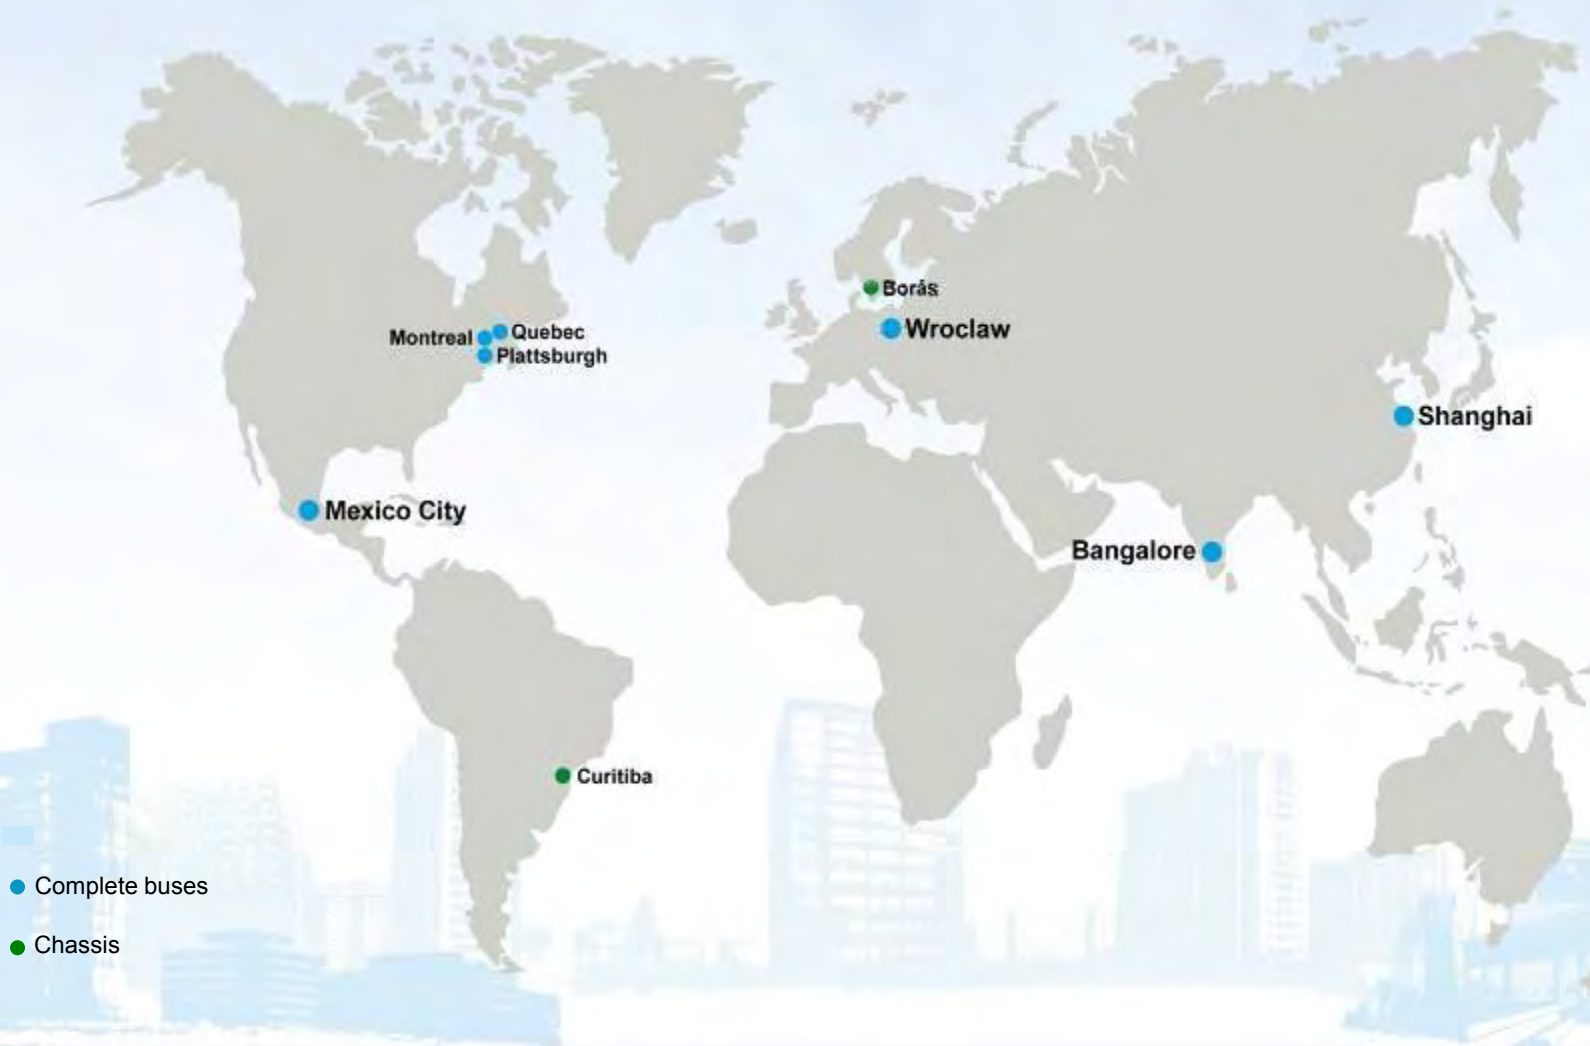 Borås
Montreal
Quebec
Wroclaw
Plattsburgh
Shanghai
Mexico City
Bangalore
Curitiba
Complete buses
Chassis